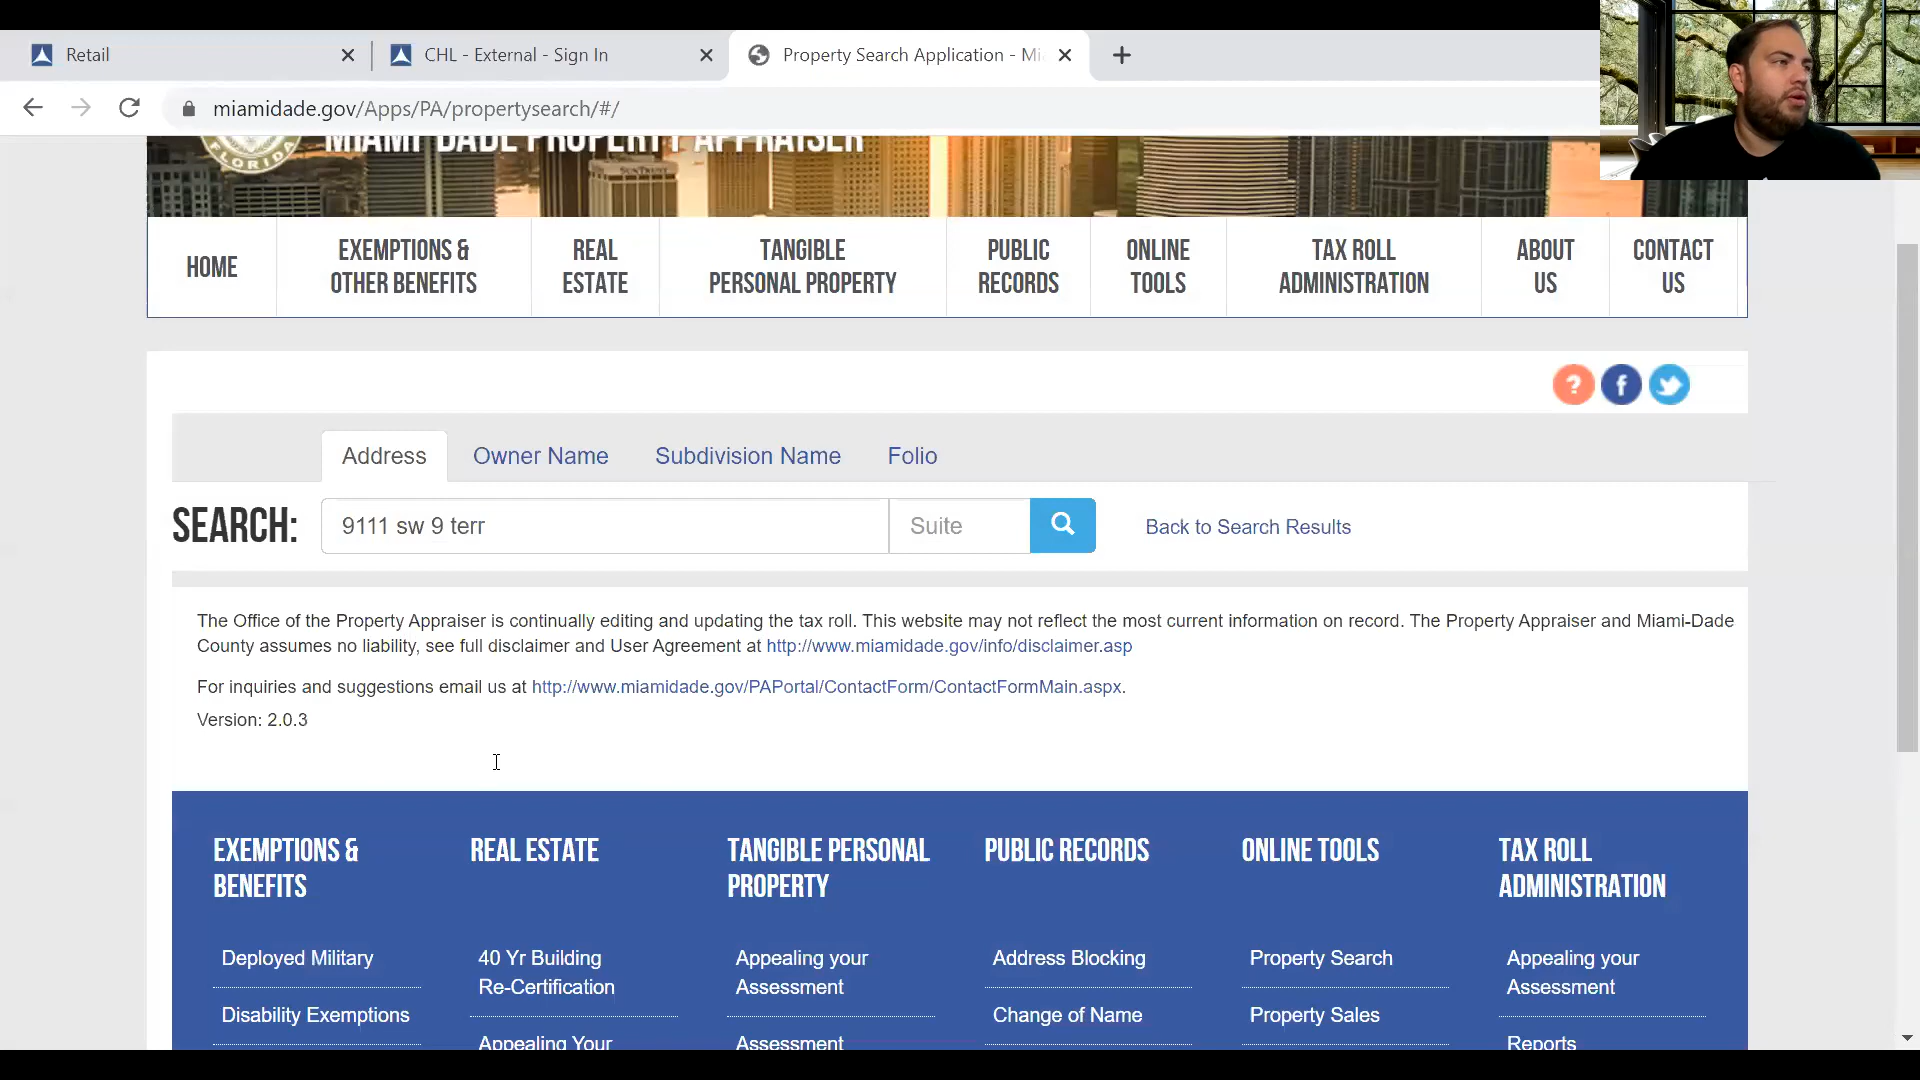 Retail
CHL - External - Sign In
Property Search Application - Mi
miamidade.gov/Apps/PA/propertysearch/#/
FLORIDA
MIAMI-DADE PROPERTY APPRAISER
SUNTRUST
HOME
EXEMPTIONS &
OTHER BENEFITS
REAL
ESTATE
TANGIBLE
PERSONAL PROPERTY
PUBLIC
RECORDS
ONLINE
TOOLS
TAX ROLL
ADMINISTRATION
ABOUT
US
CONTACT
US
?
f
Address
Owner Name
Subdivision Name
Folio
SEARCH:
9111 sw 9 terr
Suite
Back to Search Results
The Office of the Property Appraiser is continually editing and updating the tax roll. This website may not reflect the most current information on record. The Property Appraiser and Miami-Dade
County assumes no liability, see full disclaimer and User Agreement at http://www.miamidade.gov/info/disclaimer.asp
For inquiries and suggestions email us at http://www.miamidade.gov/PAPortal/ContactForm/ContactFormMain.aspx.
Version: 2.0.3
EXEMPTIONS &
BENEFITS
Deployed Military
Disability Exemptions
REAL ESTATE
40 Yr Building
Re-Certification
Appealing Your
TANGIBLE PERSONAL
PROPERTY
Appealing your
Assessment
Assessment
PUBLIC RECORDS
Address Blocking
Change of Name
ONLINE TOOLS
Property Search
Property Sales
TAX ROLL
ADMINISTRATION
Appealing your
Assessment
Reports